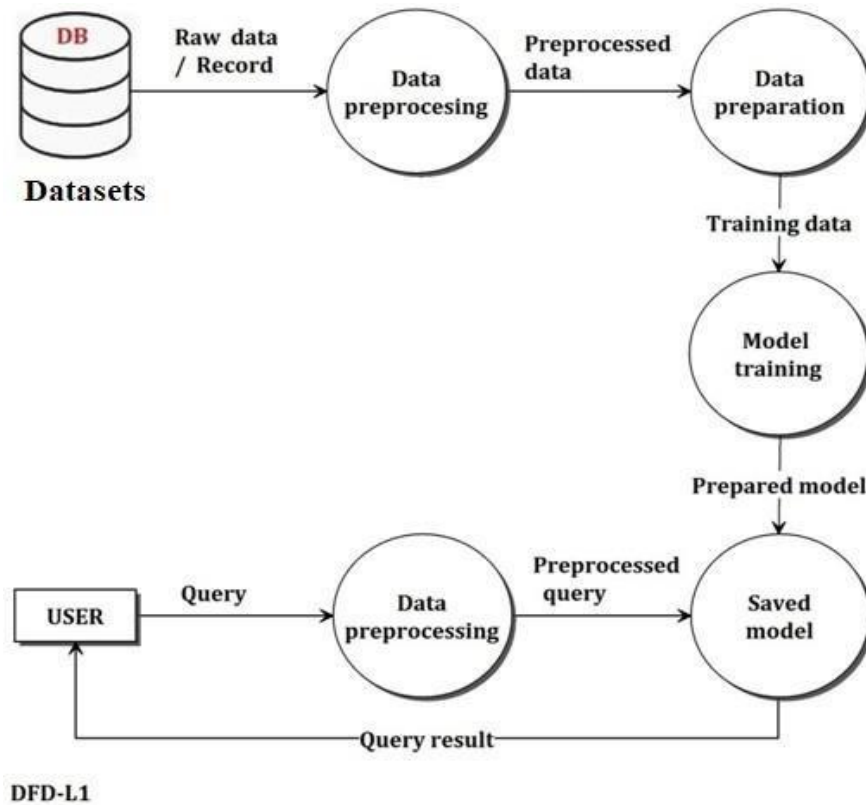 DB
Raw data
/ Record
Data
preprocesing
Preprocessed
data
Data
preparation
Datasets
Training data
Model
training
Prepared model
USER
Query
Data
preprocessing
Preprocessed
query
Saved
model
Query result
DFD-L1